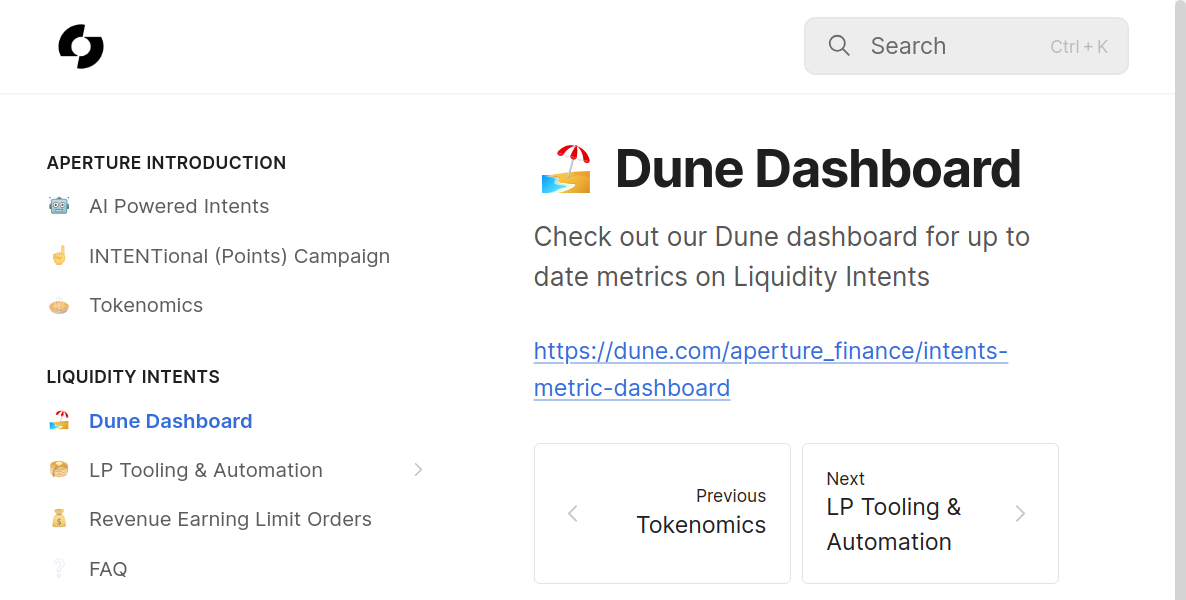 Search
Ctrl + K
APERTURE INTRODUCTION
AI Powered Intents
INTENTional (Points) Campaign
Tokenomics
LIQUIDITY INTENTS
Dune Dashboard
LP Tooling & Automation
Revenue Earning Limit Orders
FAQ
Dune Dashboard
Check out our Dune dashboard for up to
date metrics on Liquidity Intents
https://dune.com/aperture_finance/intents-
metric-dashboard
Previous
Tokenomics
Next
LP Tooling &
Automation